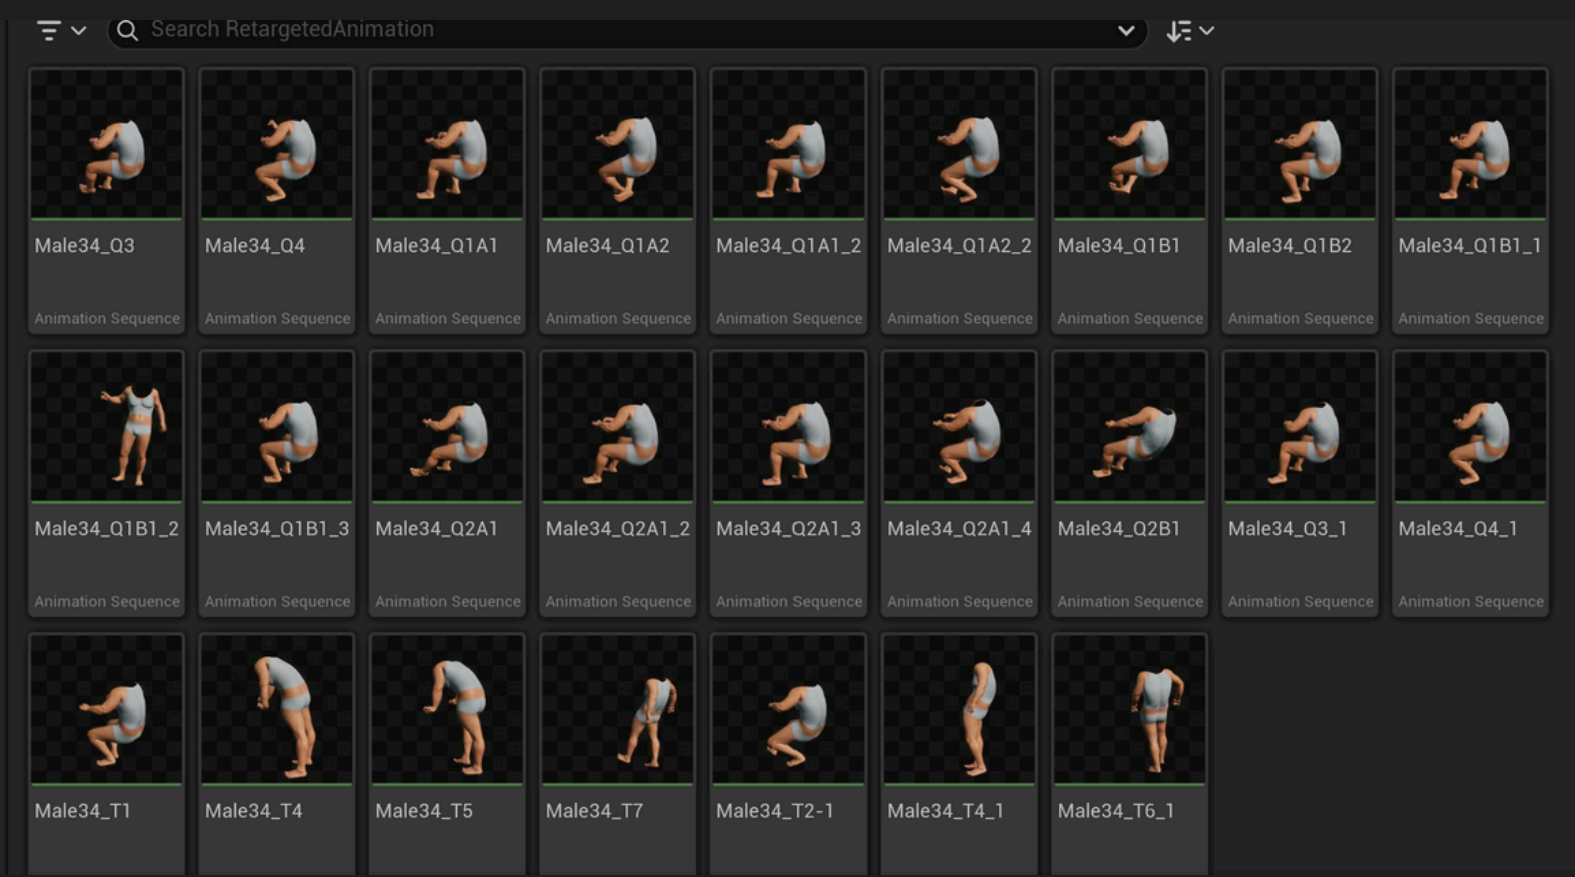 Search RetargetedAnimation
Male34_Q3
Male34_Q4
Male34_Q1A1
Male34_Q1A2
Male34_Q1A1_2
Male34_Q1A2_2
Male34_Q1B1
Male34_Q1B2
Male34_Q1B1_1
Animation Sequence
Animation Sequence
Animation Sequence
Animation Sequence
Animation Sequence
Animation Sequence
Animation Sequence
Animation Sequence
Animation Sequence
Male34_Q1B1_2
Male34_Q1B1_3
Male34_Q2A1
Male34_Q2A1_2
Male34_Q2A1_3
Male34_Q2A1_4
Male34_Q2B1
Male34_Q3_1
Male34_Q4_1
Animation Sequence
Animation Sequence
Animation Sequence
Animation Sequence
Animation Sequence
Animation Sequence
Animation Sequence
Animation Sequence
Animation Sequence
Male34_T1
Male34_T4
Male34_T5
Male34_T7
Male34_T2-1
Male34_T4_1
Male34_T6_1